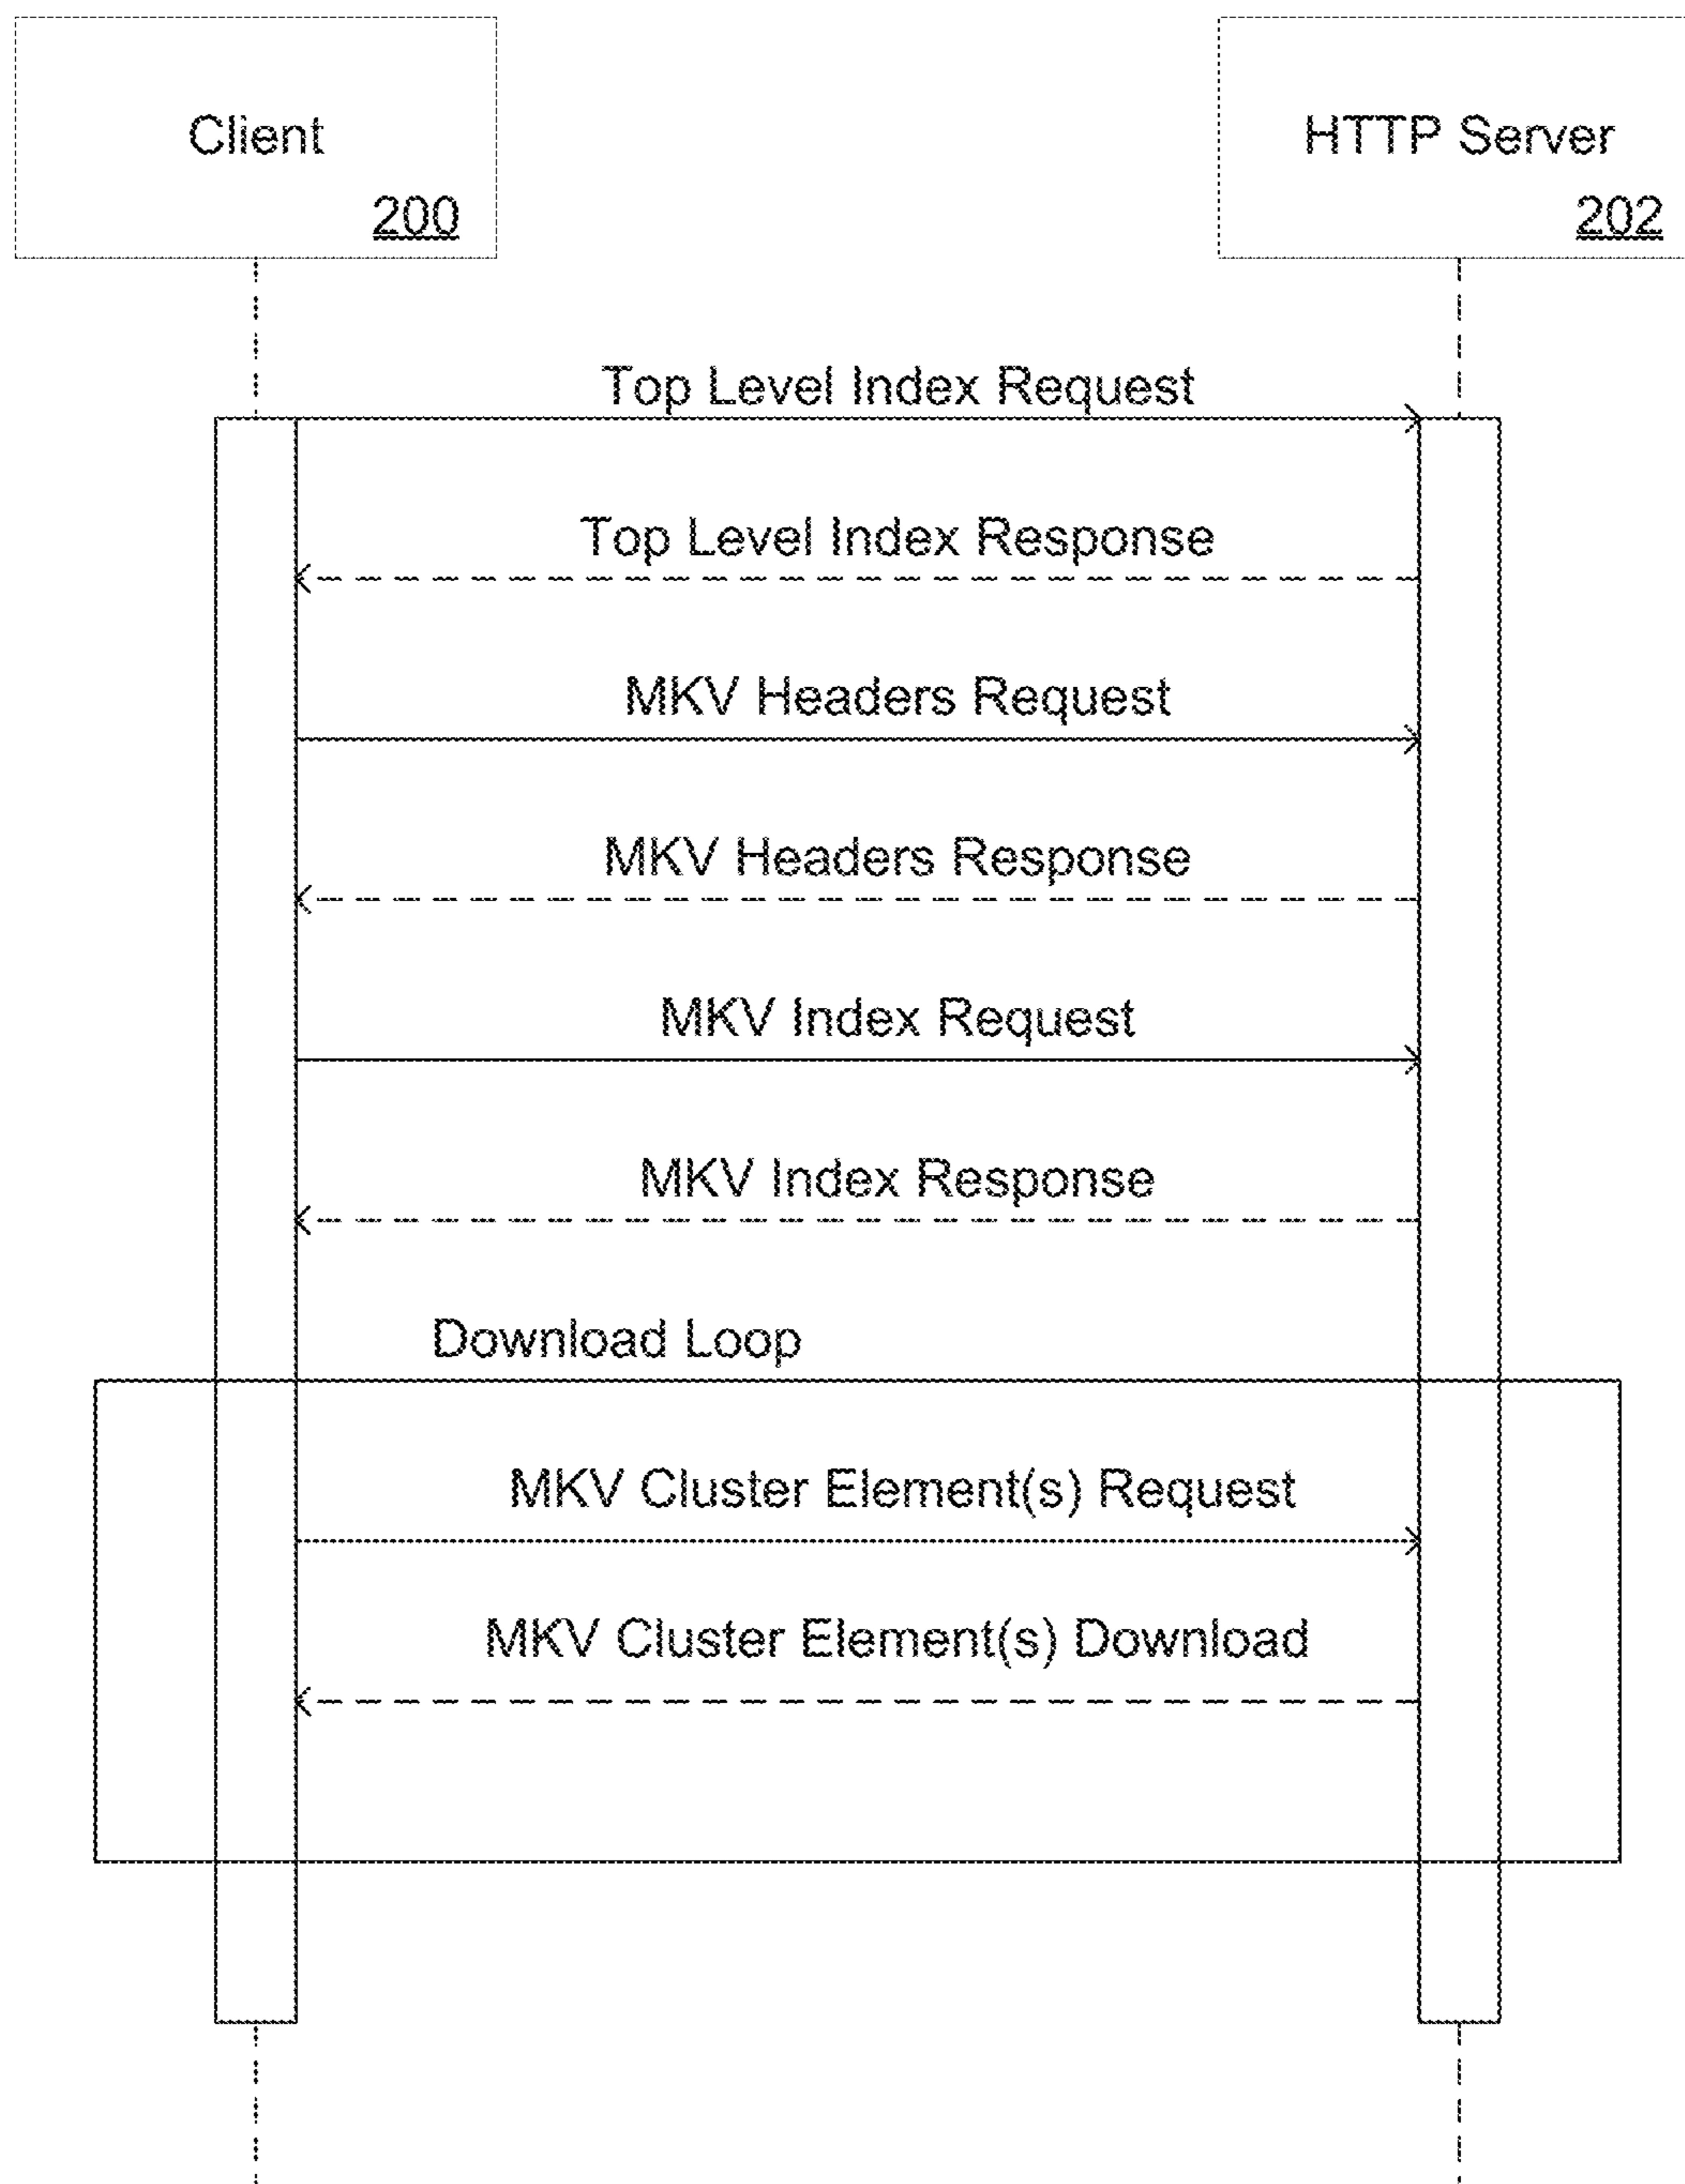 Client
200
HTTP Server
202
Top Level Index Request
Top Level Index Response
MKV Headers Request
MKV Headers Response
MKV Index Request
MKV Index Response
Download Loop
MKV Cluster Element(s) Request
MKV Cluster Element(s) Download